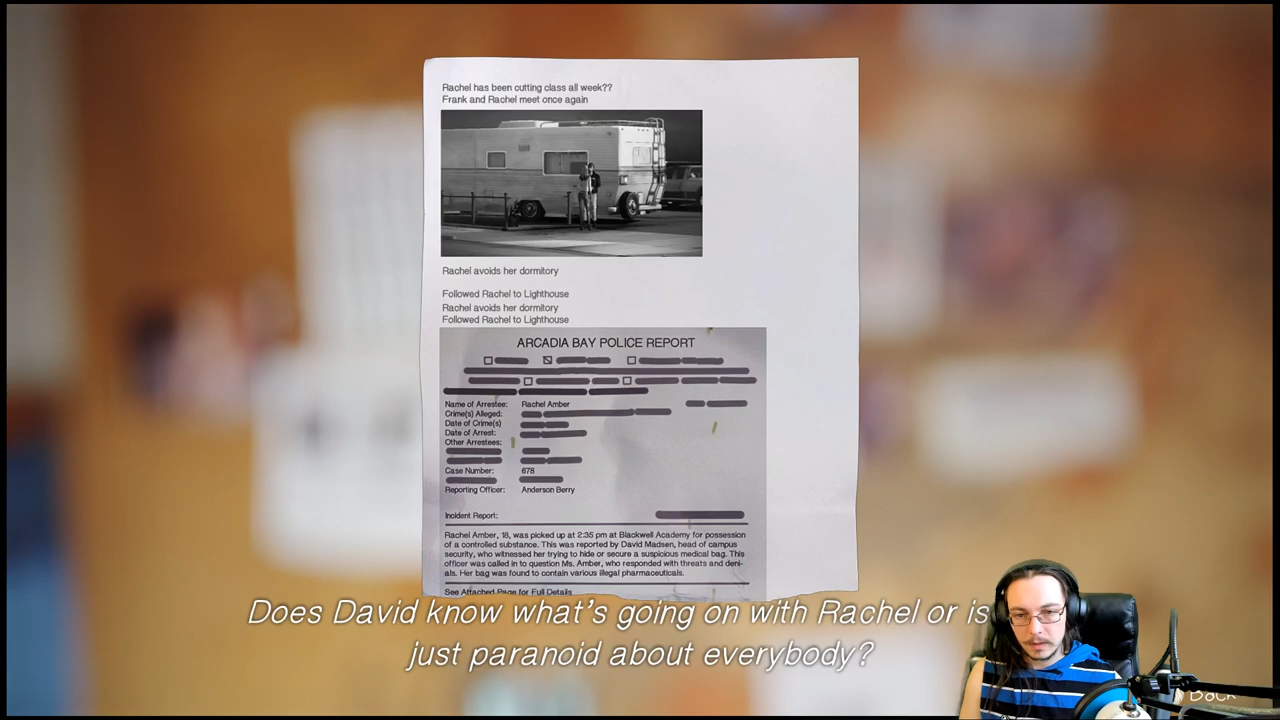 Rachel has been cutting class all week??
Frank and Rachel meet once again
Rachel avoids her dormitory
Followed Rachel to Lighthouse
Rachel avoids her dormitory
Followed Rachel to Lighthouse
ARCADIA BAY POLICE REPORT
Name of Arrestee: Rachel Amber
Crime(s) Alleged:
Date of Crime(s)
Date of Arrest:
Other Arrestees:
Case Number: 678
Reporting Officer: Anderson Berry
Incident Report:
Rachel Amber, 18, was picked up at 2:35 pm at Blackwell Academy for possession
of a controlled substance. This was reported by David Madsen, head of campus
security, who witnessed her trying to hide or secure a suspicious medical bag. This
officer was called in to question Ms. Amber, who responded with threats and deni-
als. Her bag was found to contain various illegal pharmaceuticals.
See Attached Page for Full Details
Does David know what's going on with Rachel or is
just paranoid about everybody?
Back